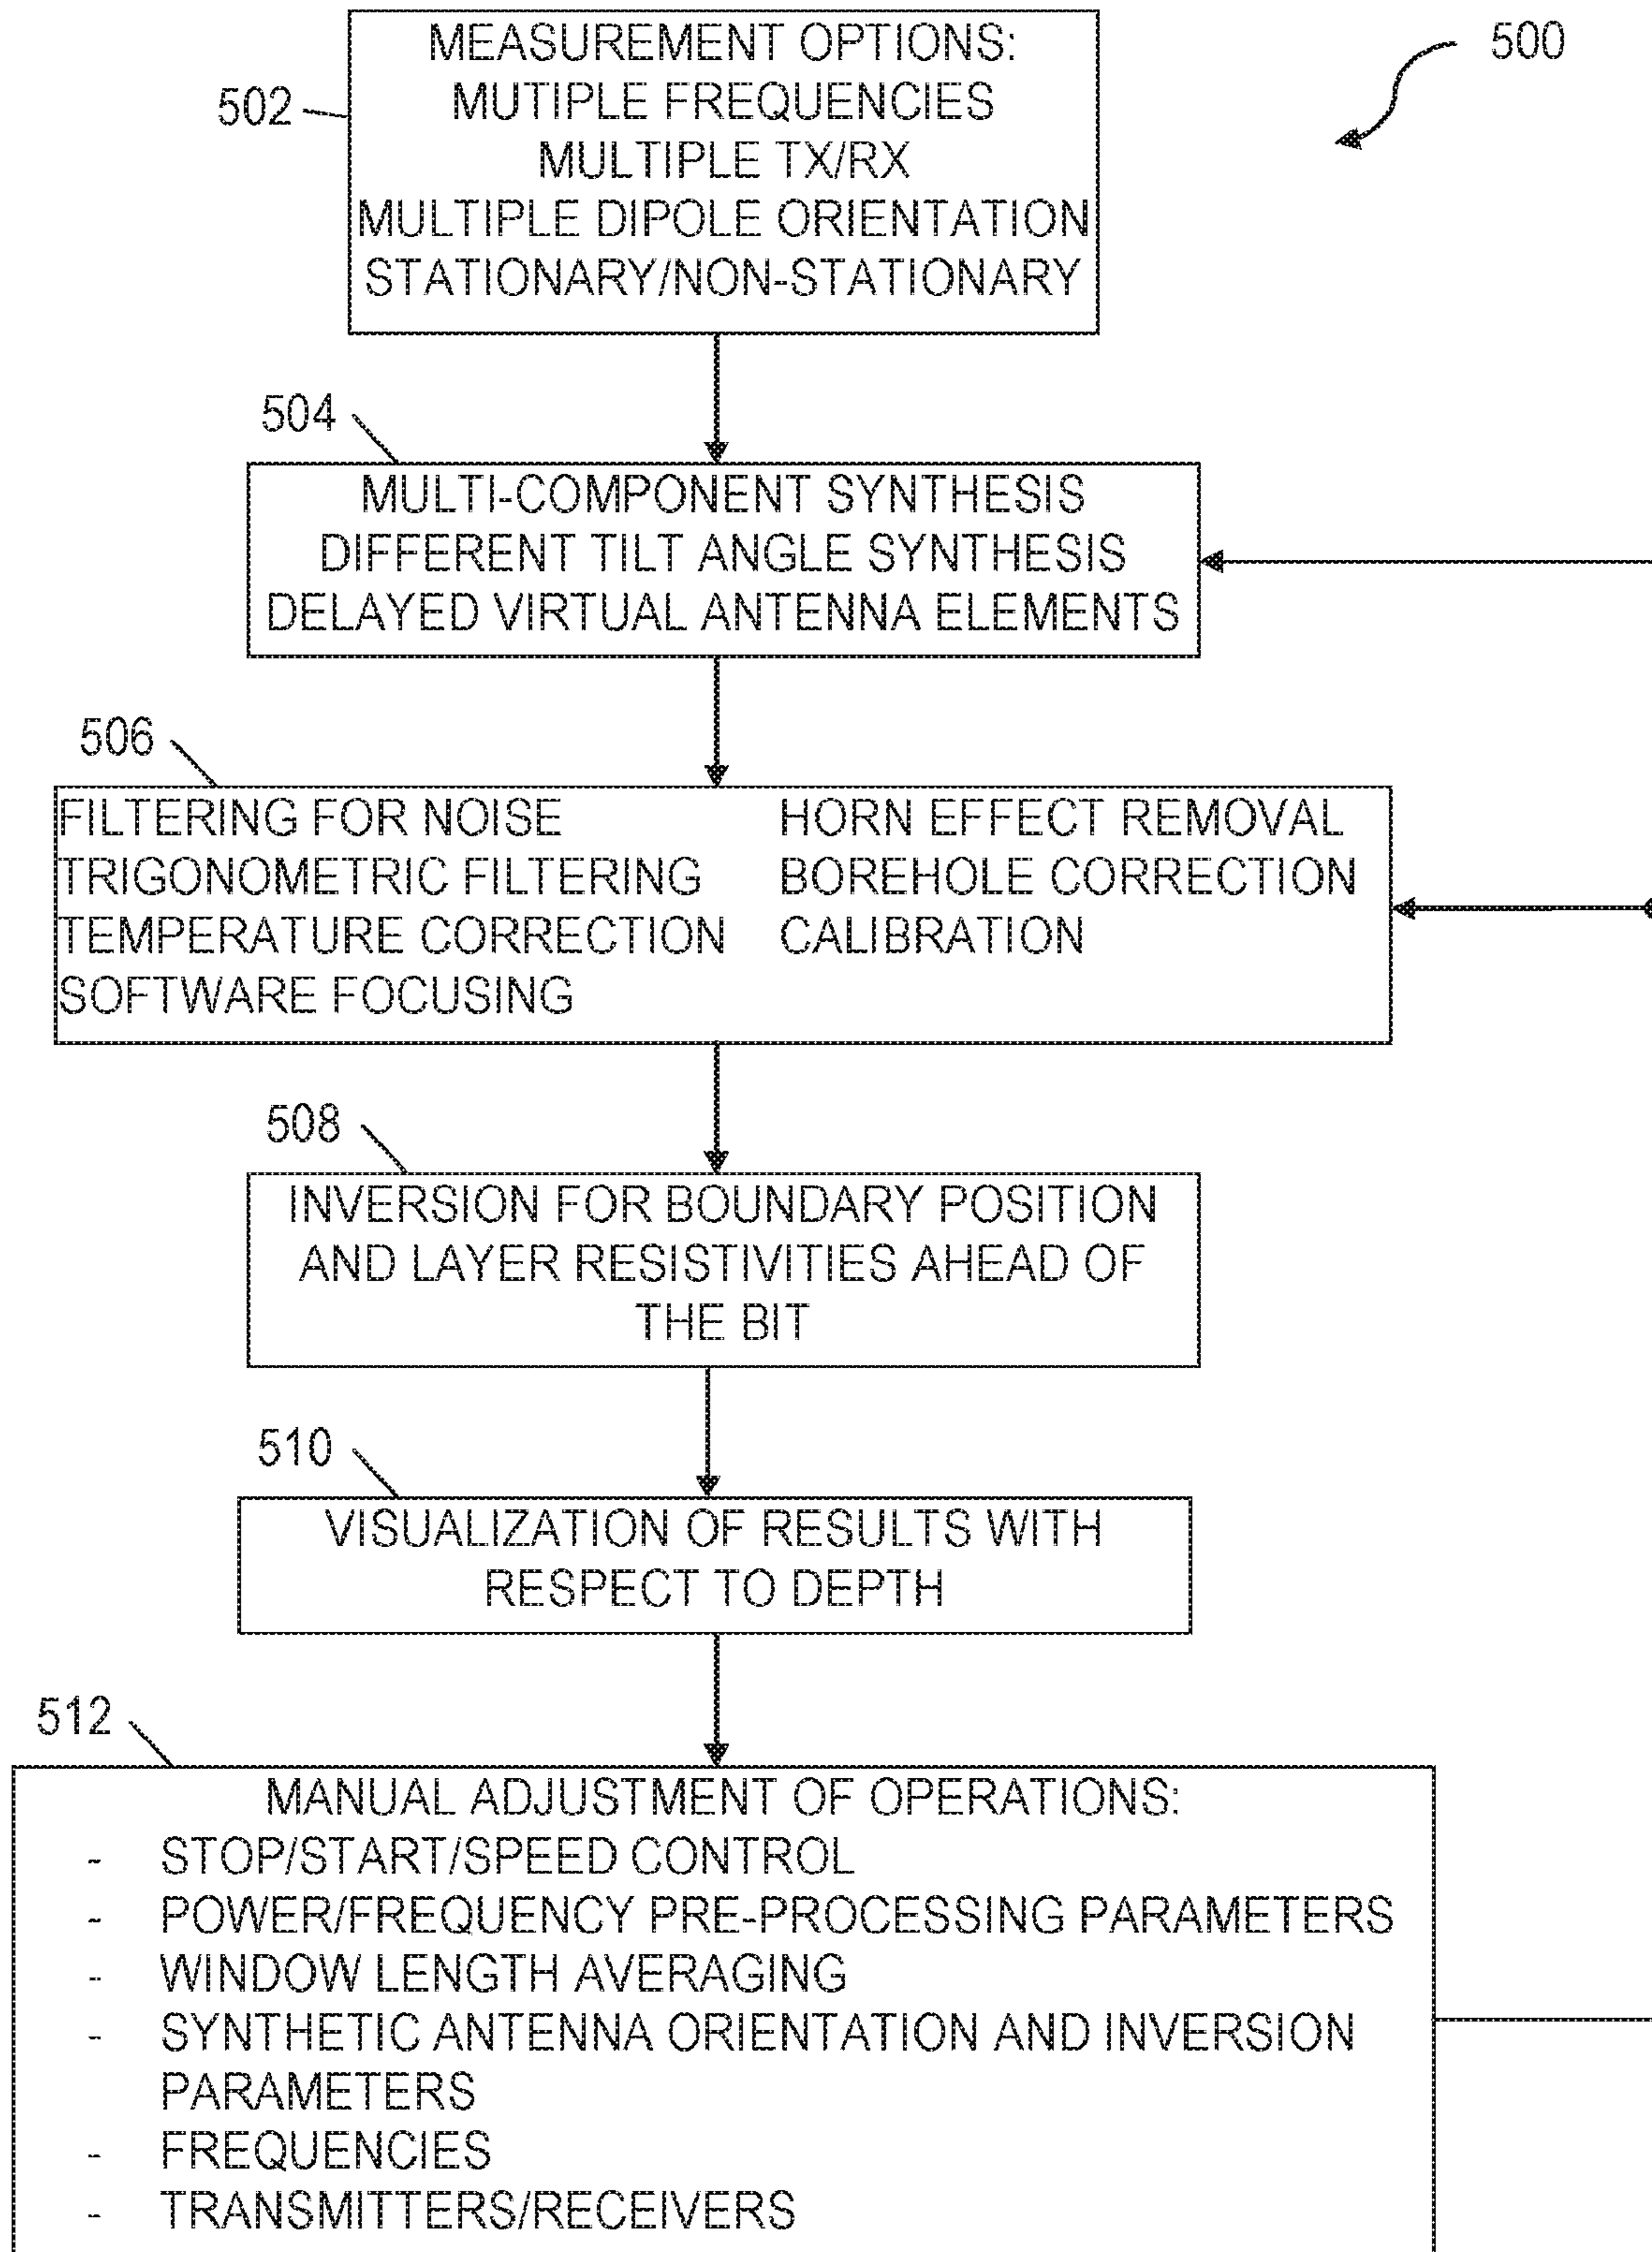 500
502
MEASUREMENT OPTIONS:
MUTIPLE FREQUENCIES
MULTIPLE TX/RX
MULTIPLE DIPOLE ORIENTATION
STATIONARY/NON-STATIONARY
504
MULTI-COMPONENT SYNTHESIS
DIFFERENT TILT ANGLE SYNTHESIS
DELAYED VIRTUAL ANTENNA ELEMENTS
506
FILTERING FOR NOISE
TRIGONOMETRIC FILTERING
TEMPERATURE CORRECTION
SOFTWARE FOCUSING
HORN EFFECT REMOVAL
BOREHOLE CORRECTION
CALIBRATION
508
INVERSION FOR BOUNDARY POSITION
AND LAYER RESISTIVITIES AHEAD OF
THE BIT
510
VISUALIZATION OF RESULTS WITH
RESPECT TO DEPTH
512
MANUAL ADJUSTMENT OF OPERATIONS:
- STOP/START/SPEED CONTROL
- POWER/FREQUENCY PRE-PROCESSING PARAMETERS
- WINDOW LENGTH AVERAGING
- SYNTHETIC ANTENNA ORIENTATION AND INVERSION
PARAMETERS
- FREQUENCIES
- TRANSMITTERS/RECEIVERS